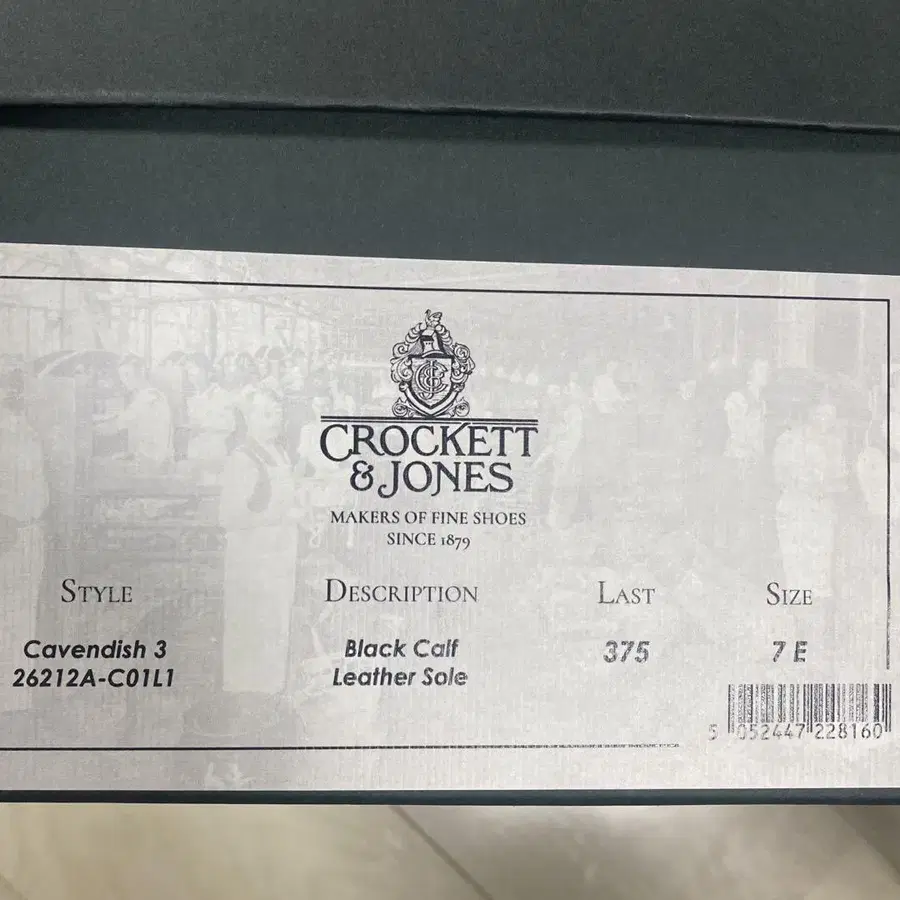 CROCKETT
& JONES
MAKERS OF FINE SHOES
SINCE 1879
STYLE DESCRIPTION LAST SIZE
Cavendish 3 Black Calf 375 7 E
26212A-C01L1 Leather Sole
5 052447 228160